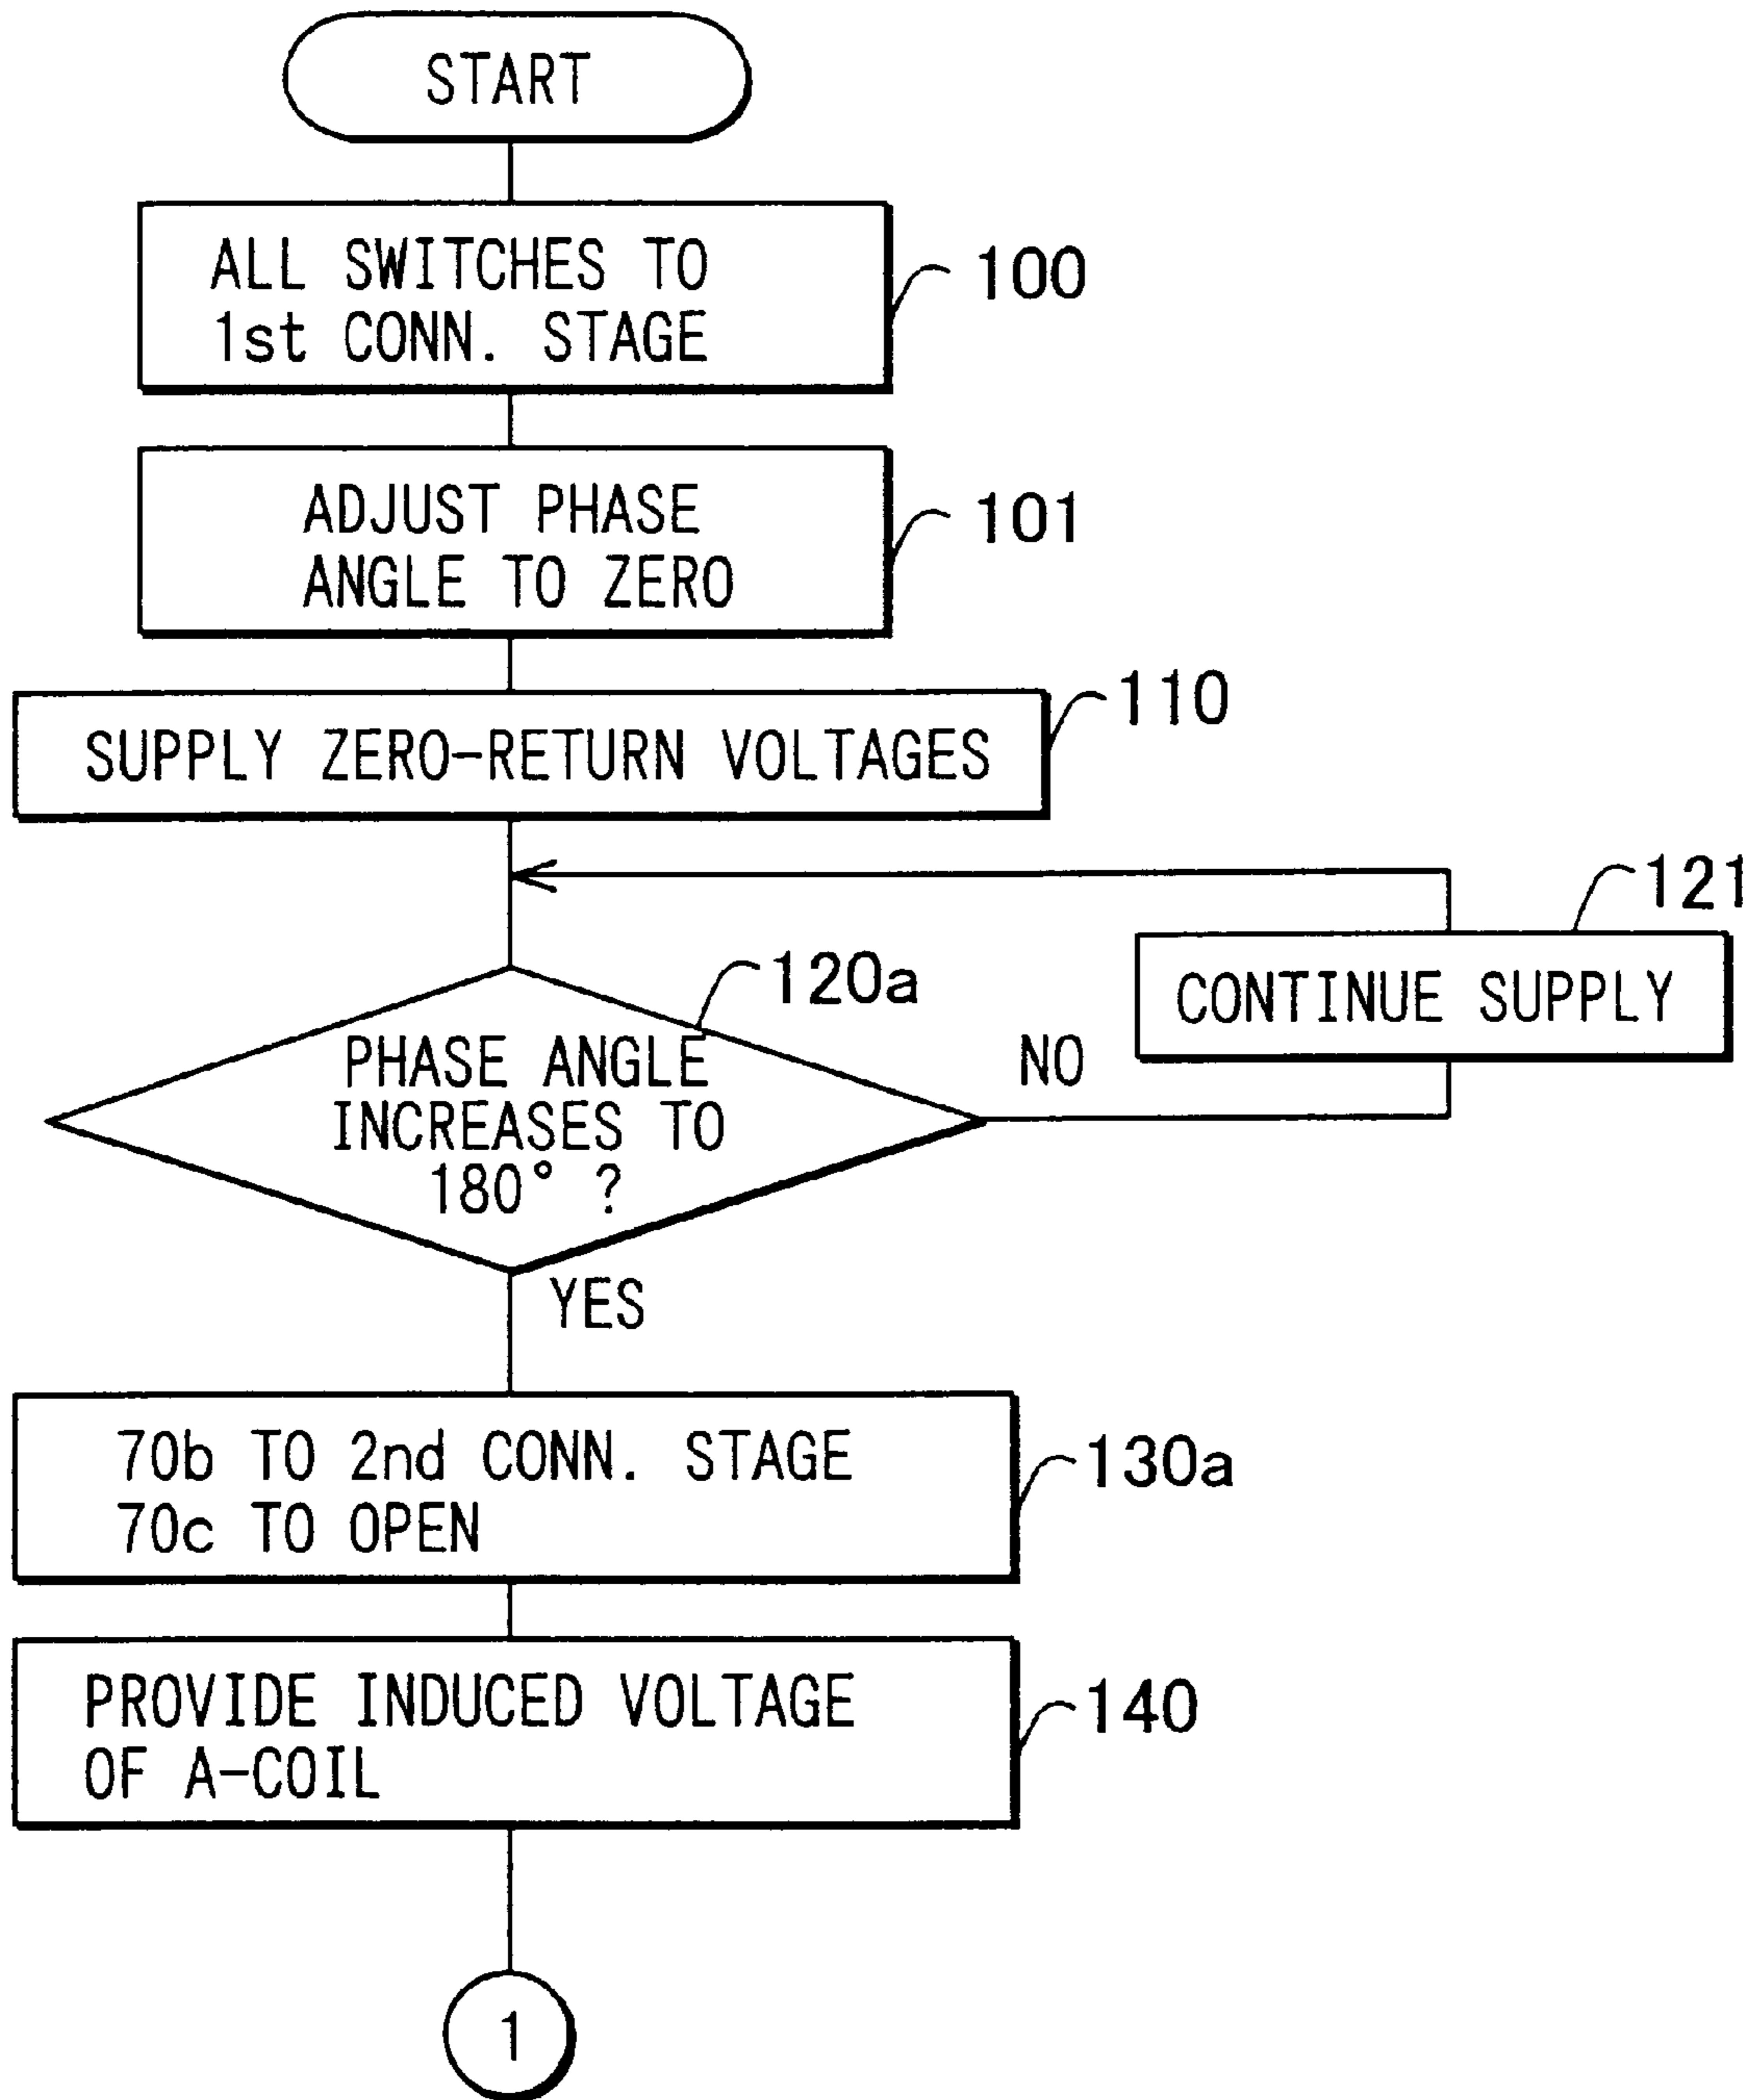 START
ALL SWITCHES TO
1st CONN. STAGE
100
ADJUST PHASE
ANGLE TO ZERO
101
SUPPLY ZERO-RETURN VOLTAGES
110
121
CONTINUE SUPPLY
120a
PHASE ANGLE
INCREASES TO
180° ?
NO
YES
70b TO 2nd CONN. STAGE
70c TO OPEN
130a
PROVIDE INDUCED VOLTAGE
OF A-COIL
140
1